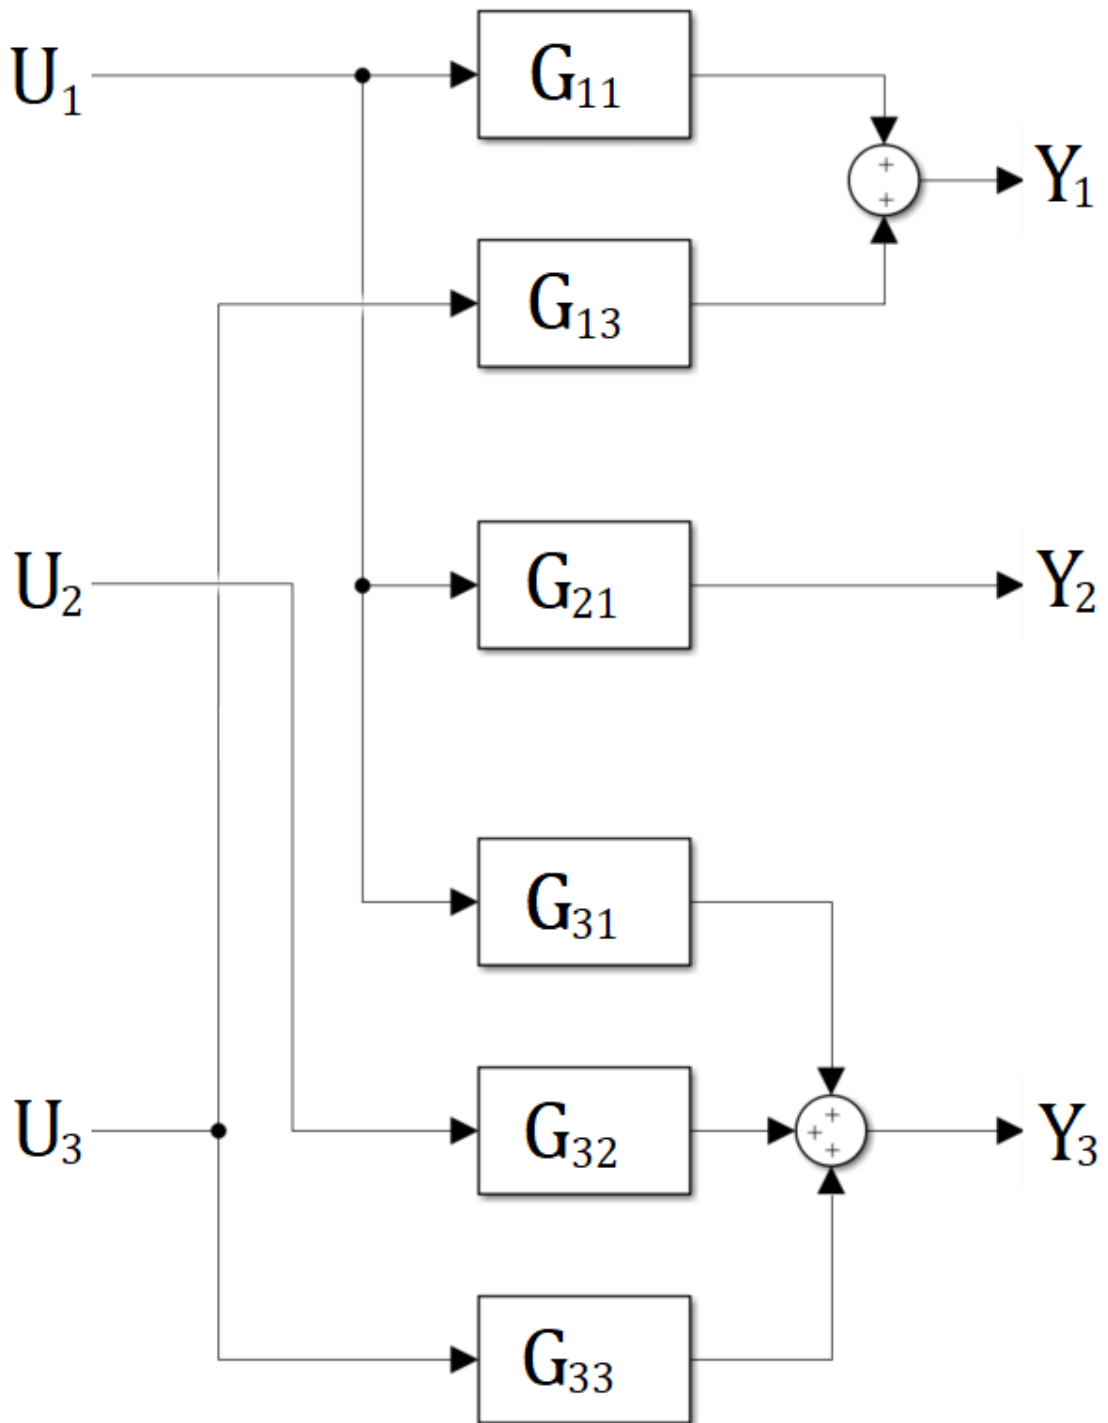 U₁ G₁₁
+
+ Y₁
G₁₃
U₂ G₂₁ Y₂
G₃₁
+
U₃ G₃₂ + Y₃
+
G₃₃